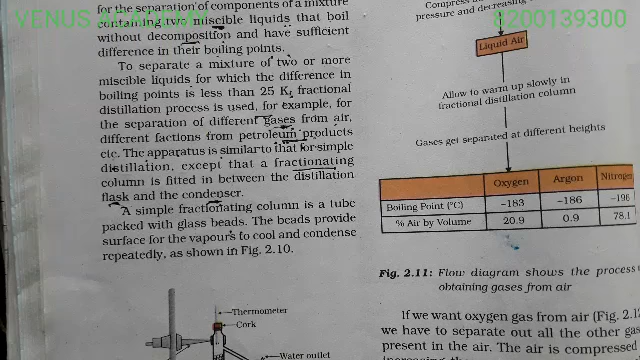 VENUS ACADEMY
8200139300
for the separation of components of a mixture
containing two miscible liquids that boil
without decomposition and have sufficient
difference in their boiling points.
To separate a mixture of two or more
miscible liquids for which the difference in
boiling points is less than 25 K, fractional
distillation process is used, for example, for
the separation of different gases from air,
different factions from petroleum products
etc. The apparatus is similar to that for simple
distillation, except that a fractionating
column is fitted in between the distillation
flask and the condenser.
A simple fractionating column is a tube
packed with glass beads. The beads provide
surface for the vapours to cool and condense
repeatedly, as shown in Fig. 2.10.
Thermometer
Cork
Water outlet
Compress
pressure and decreasing
Liquid Air
Allow to warm up slowly in
fractional distillation column
Gases get separated at different heights
Oxygen Argon Nitrogen
Boiling Point (°C) -183 -186 -196
% Air by Volume 20.9 0.9 78.1
Fig. 2.11: Flow diagram shows the process
obtaining gases from air
If we want oxygen gas from air (Fig. 2.12
we have to separate out all the other gas
present in the air. The air is compressed